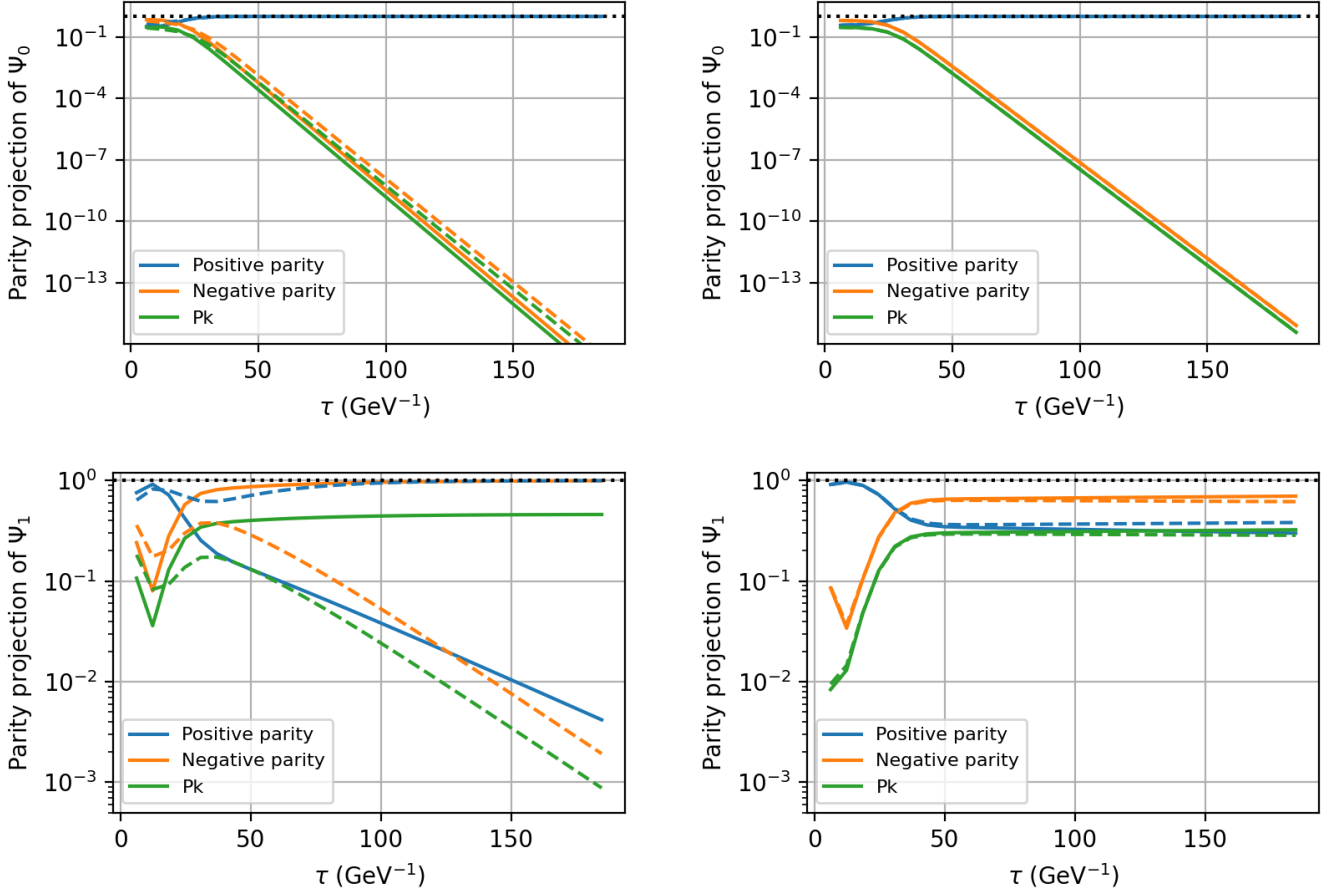 Parity projection of Ψ₀
10⁻¹
10⁻⁴
10⁻⁷
10⁻¹⁰
10⁻¹³
Positive parity
Negative parity
Pk
0 50 100 150
τ (GeV⁻¹)
Parity projection of Ψ₀
10⁻¹
10⁻⁴
10⁻⁷
10⁻¹⁰
10⁻¹³
Positive parity
Negative parity
Pk
0 50 100 150
τ (GeV⁻¹)
Parity projection of Ψ₁
10⁰
10⁻¹
10⁻²
10⁻³
Positive parity
Negative parity
Pk
0 50 100 150
τ (GeV⁻¹)
Parity projection of Ψ₁
10⁰
10⁻¹
10⁻²
10⁻³
Positive parity
Negative parity
Pk
0 50 100 150
τ (GeV⁻¹)